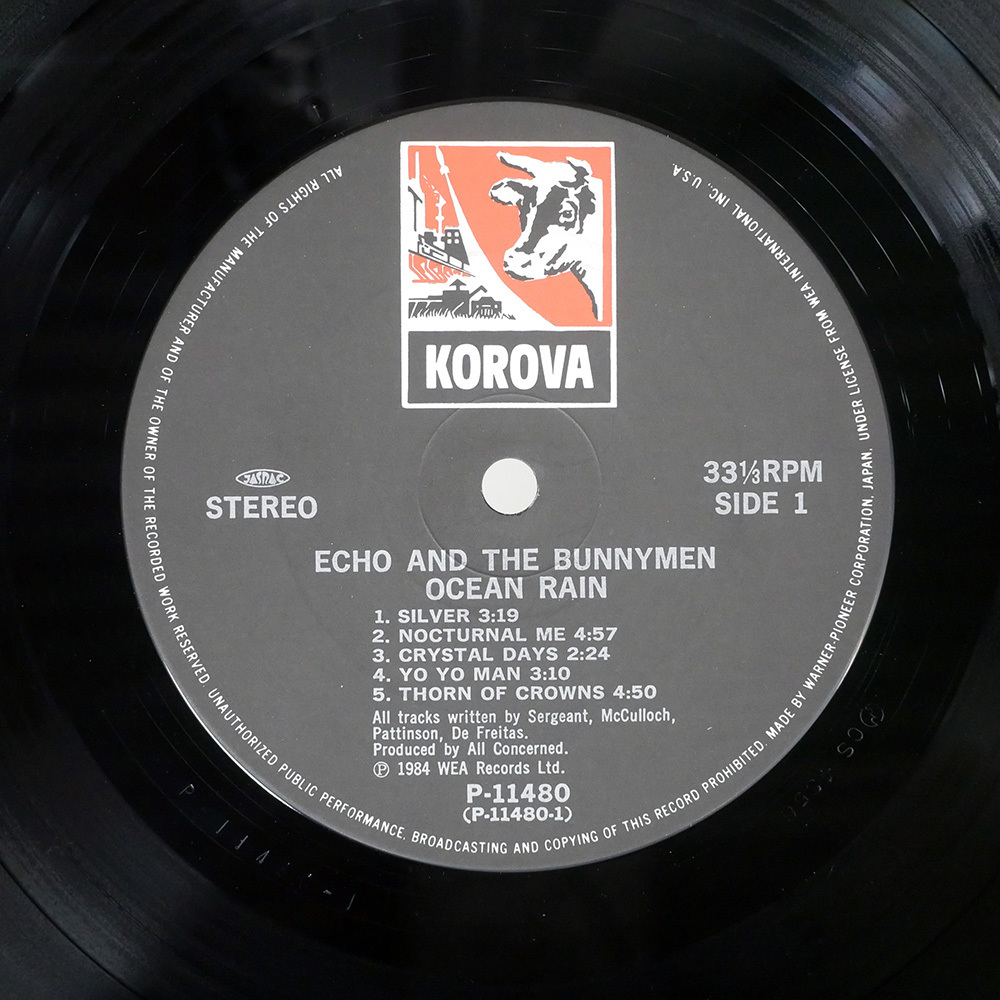 KOROVA
JASRAC
STEREO
33⅓RPM
SIDE 1
ECHO AND THE BUNNYMEN
OCEAN RAIN
1. SILVER 3:19
2. NOCTURNAL ME 4:57
3. CRYSTAL DAYS 2:24
4. YO YO MAN 3:10
5. THORN OF CROWNS 4:50
All tracks written by Sergeant, McCulloch,
Pattinson, De Freitas.
Produced by All Concerned.
℗ 1984 WEA Records Ltd.
P-11480
(P-11480-1)
ALL RIGHTS OF THE MANUFACTURER AND OF THE OWNER OF THE RECORDED WORK RESERVED. UNAUTHORIZED PUBLIC PERFORMANCE. BROADCASTING AND COPYING OF THIS RECORD PROHIBITED. MADE BY WARNER-PIONEER CORPORATION, JAPAN. UNDER LICENSE FROM WEA INTERNATIONAL INC., U.S.A.